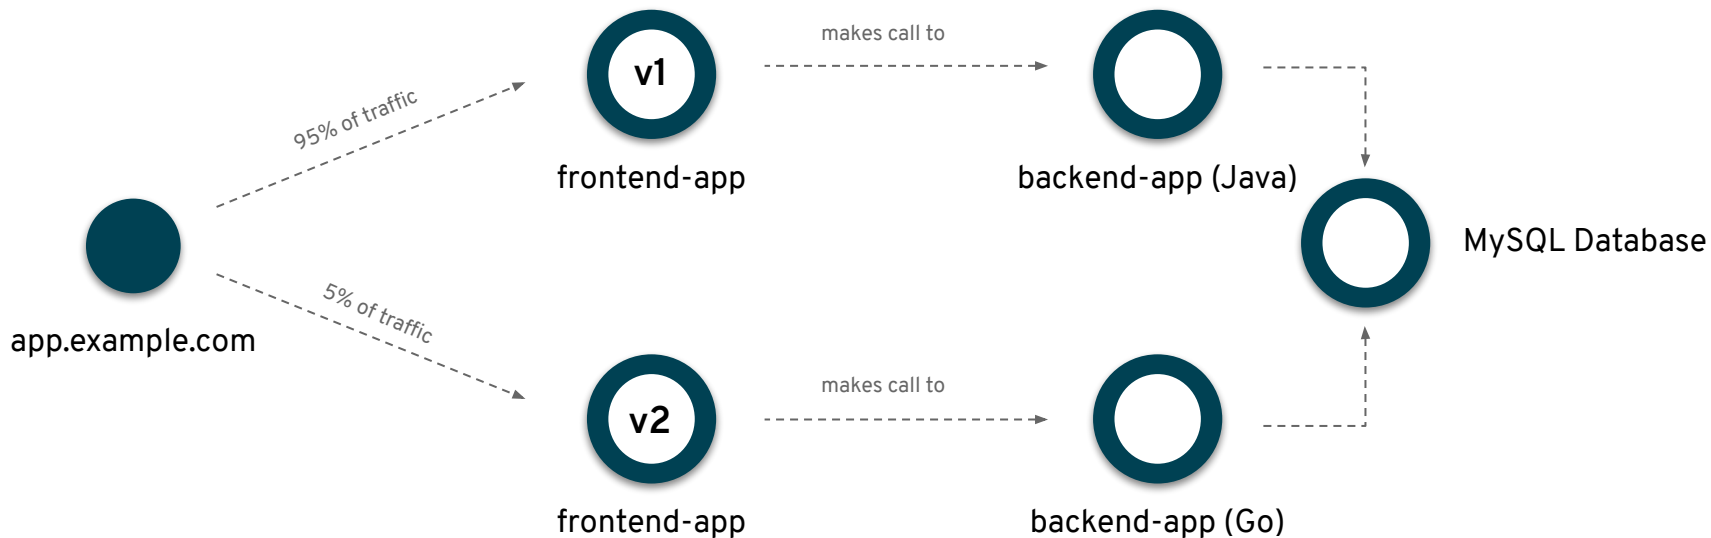 v1
makes call to
95% of traffic
frontend-app
backend-app (Java)
MySQL Database
app.example.com
5% of traffic
v2
makes call to
frontend-app
backend-app (Go)